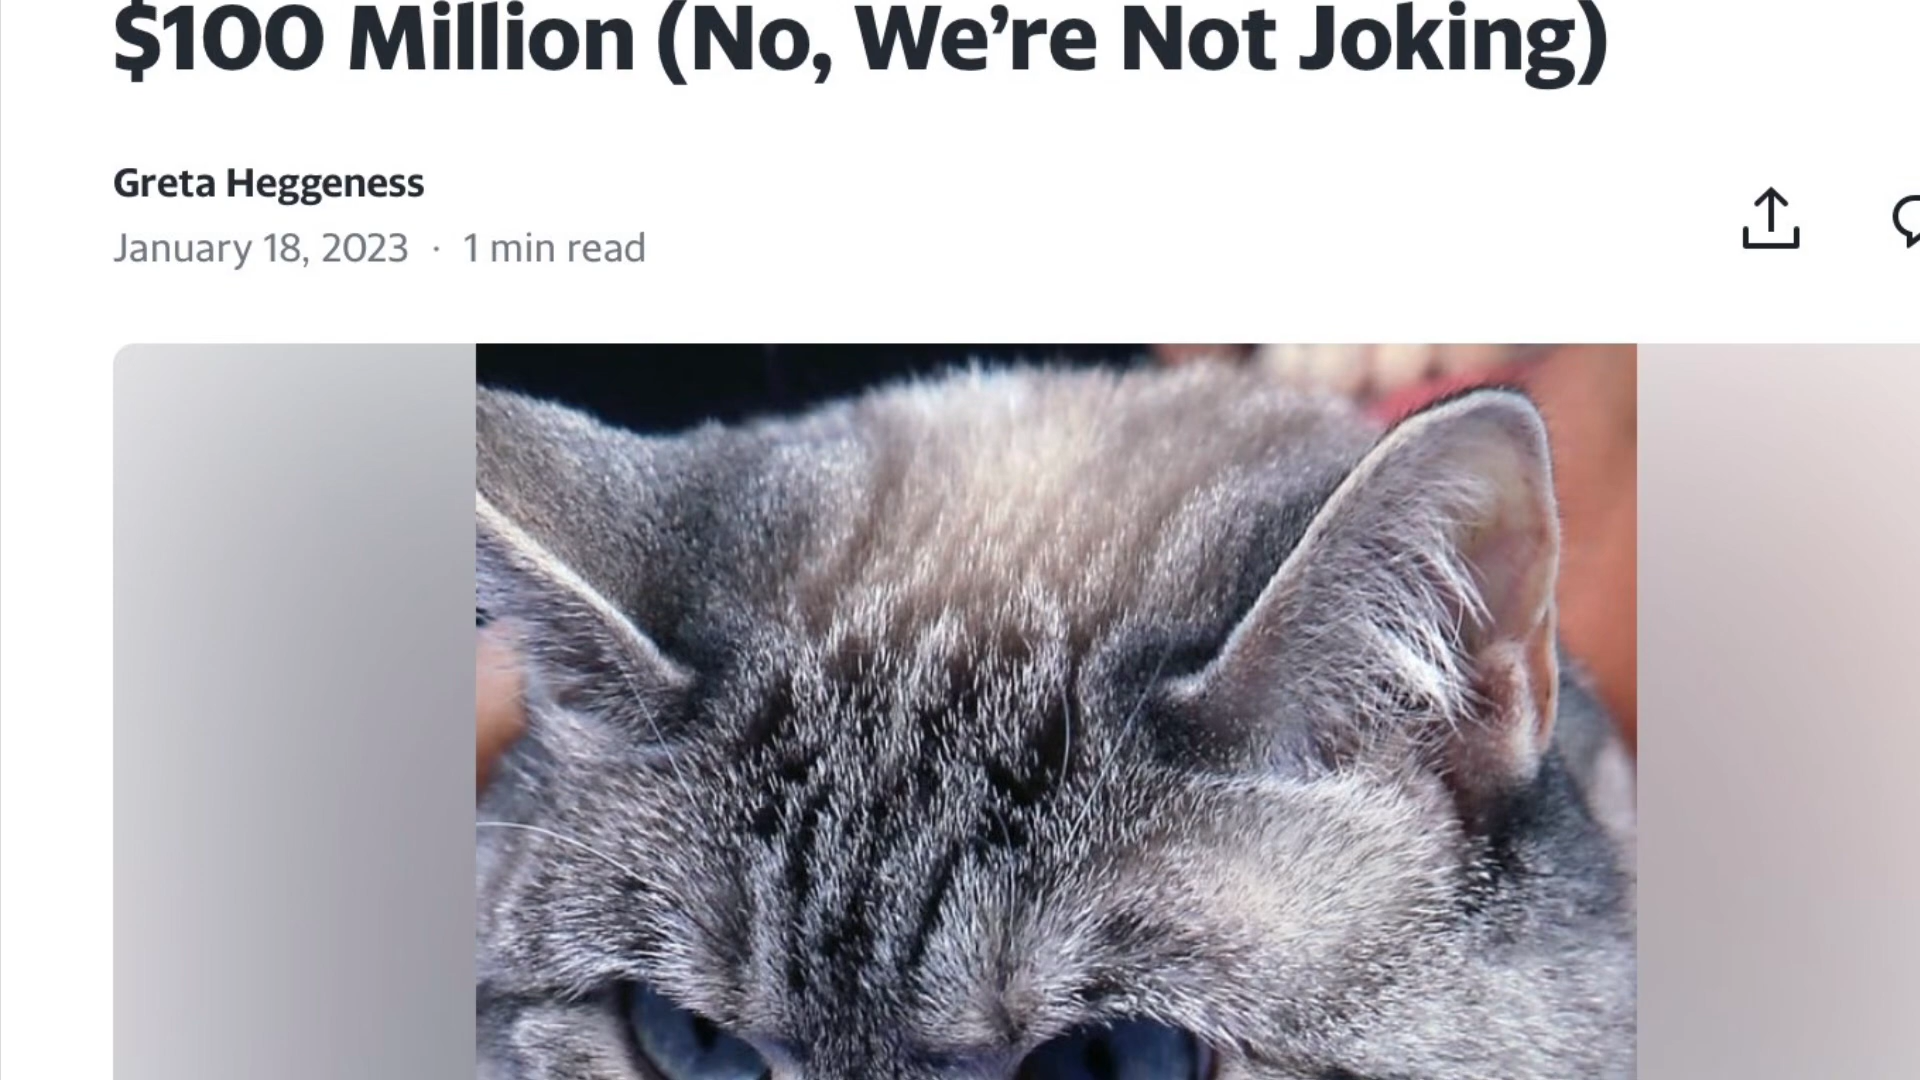 $100 Million (No, We’re Not Joking)
Greta Heggeness
January 18, 2023 · 1 min read